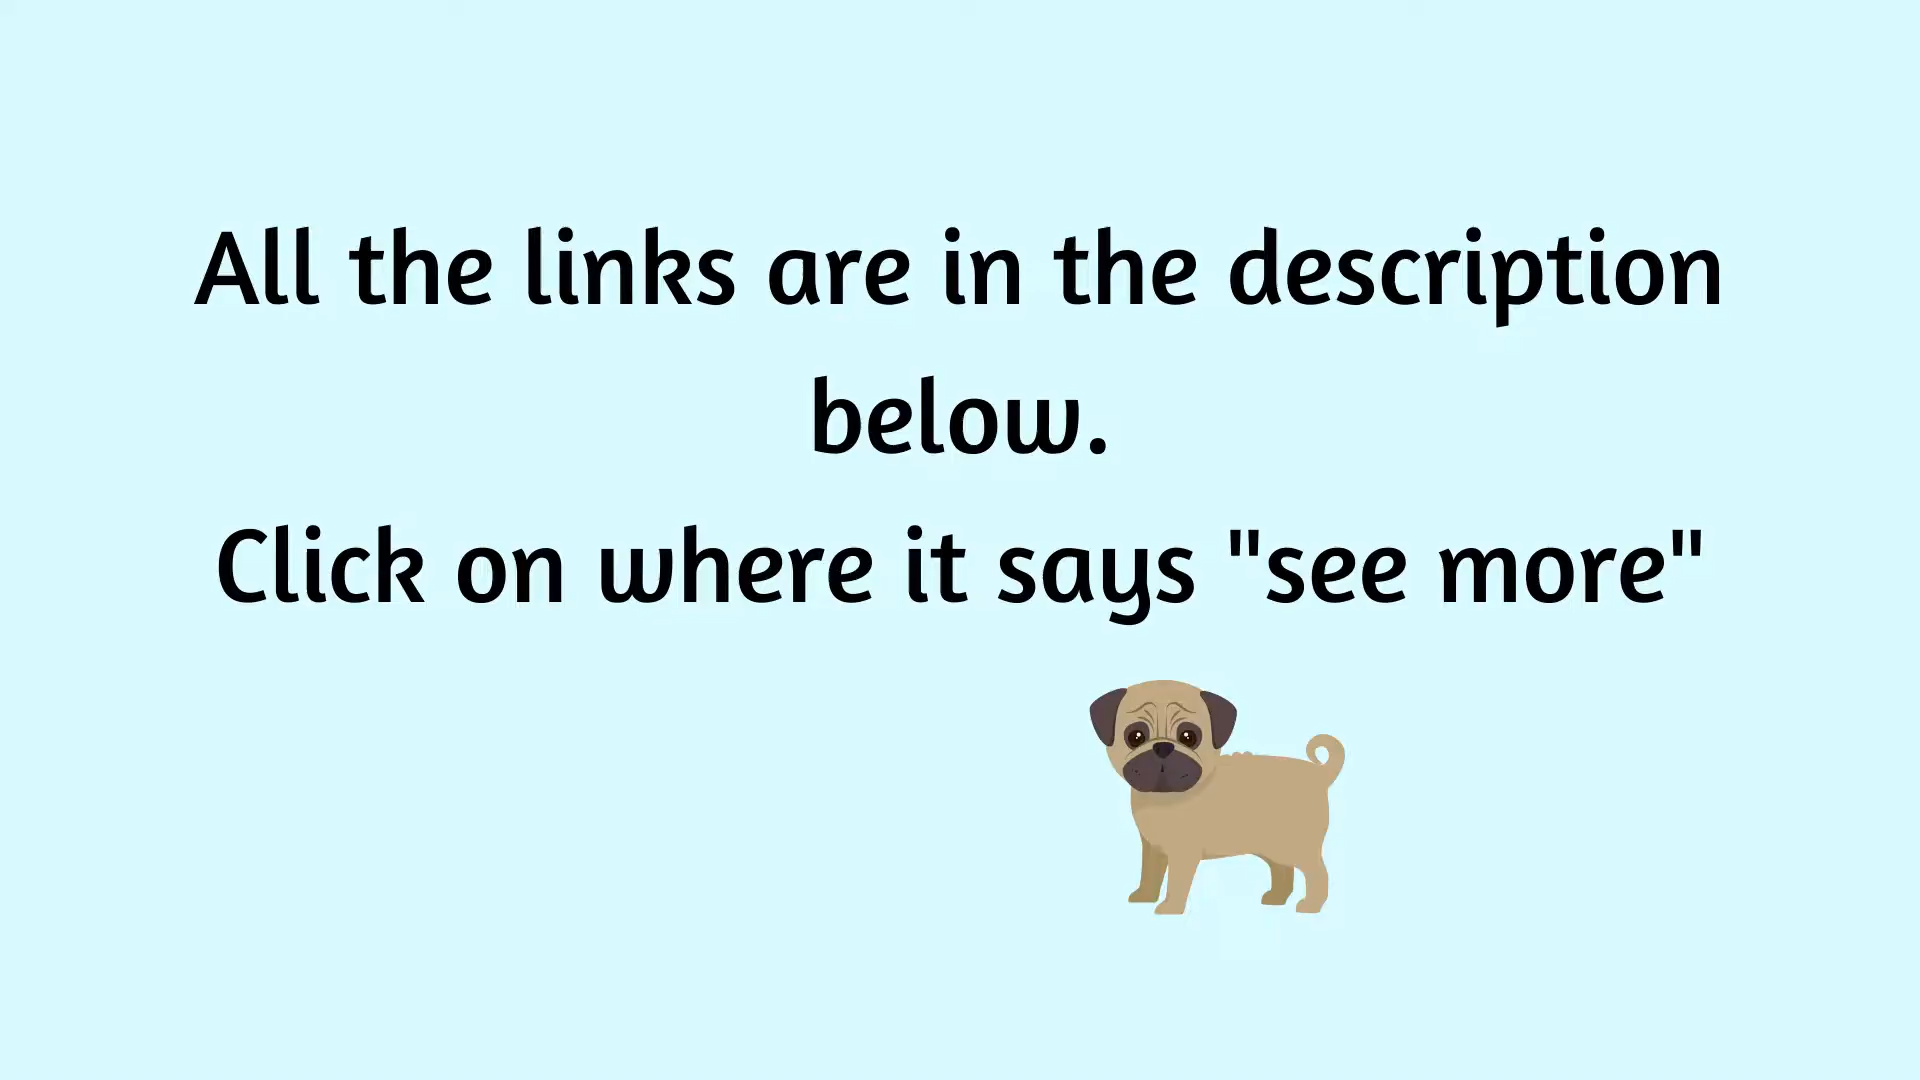 All the links are in the description
below.
Click on where it says "see more"